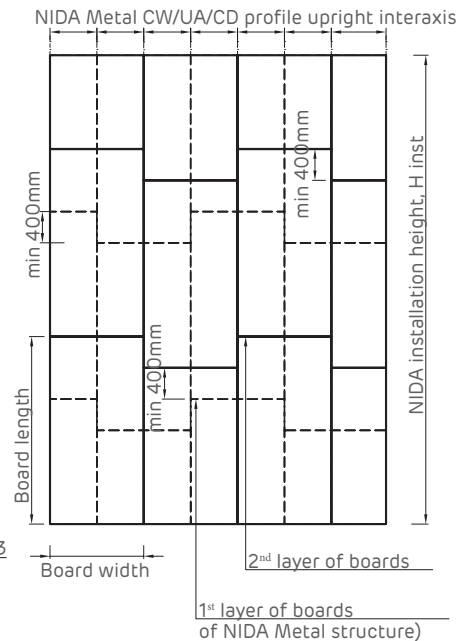 NIDA Metal CW/UA/CD profile upright interaxis
min 400mm
min 400mm
NIDA installation height, H inst
min 400mm
Board length
3
Board width
2nd layer of boards
1st layer of boards
of NIDA Metal structure)